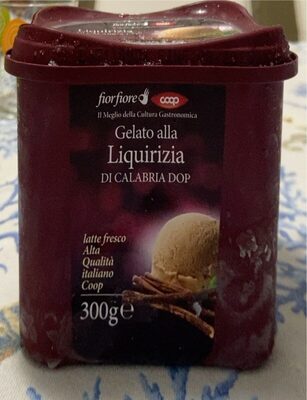 Liquirizia
fiorfiore coop
Il Meglio della Cultura Gastronomica
Gelato alla
Liquirizia
DI CALABRIA DOP
latte fresco
Alta
Qualità
italiano
Coop
300g e